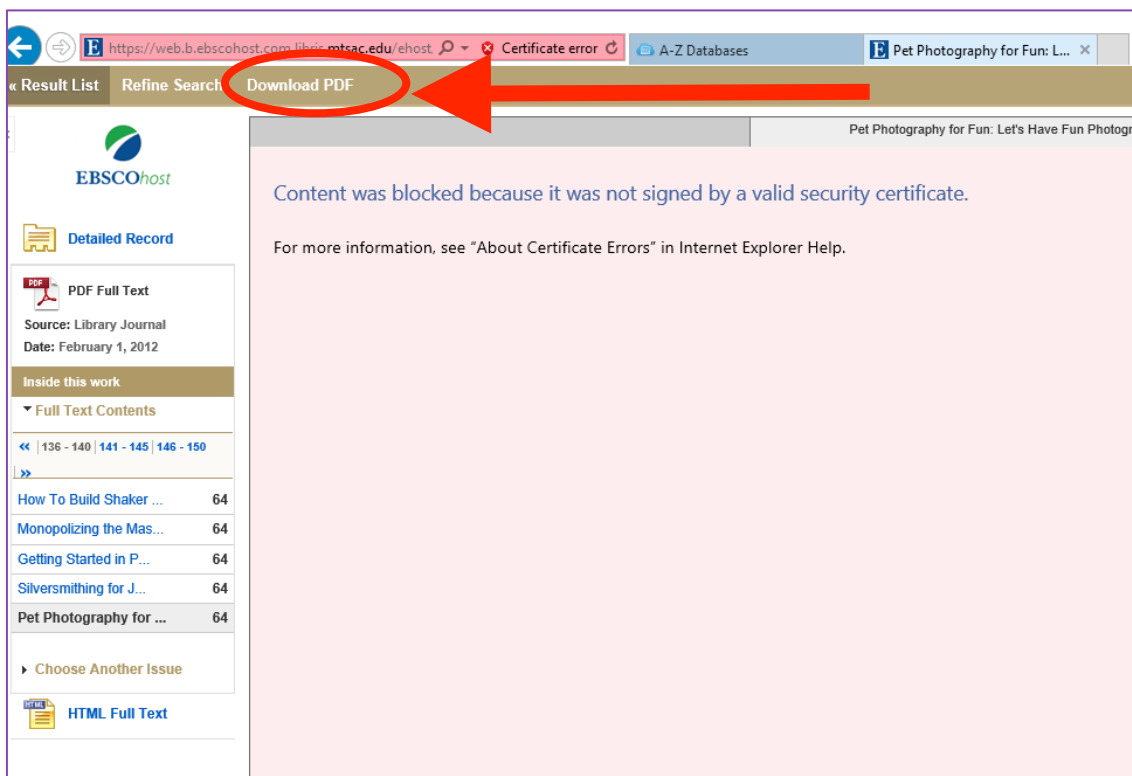 E https://web.b.ebscohost.com.libris.mtsac.edu/ehost Certificate error A-Z Databases E Pet Photography for Fun: L... ×
« Result List Refine Search Download PDF
Pet Photography for Fun: Let's Have Fun Photogr
EBSCOhost
Content was blocked because it was not signed by a valid security certificate.
Detailed Record
For more information, see “About Certificate Errors” in Internet Explorer Help.
PDF PDF Full Text
Source: Library Journal
Date: February 1, 2012
Inside this work
Full Text Contents
« | 136 - 140 | 141 - 145 | 146 - 150
| »
How To Build Shaker ... 64
Monopolizing the Mas... 64
Getting Started in P... 64
Silversmithing for J... 64
Pet Photography for ... 64
Choose Another Issue
HTML HTML Full Text